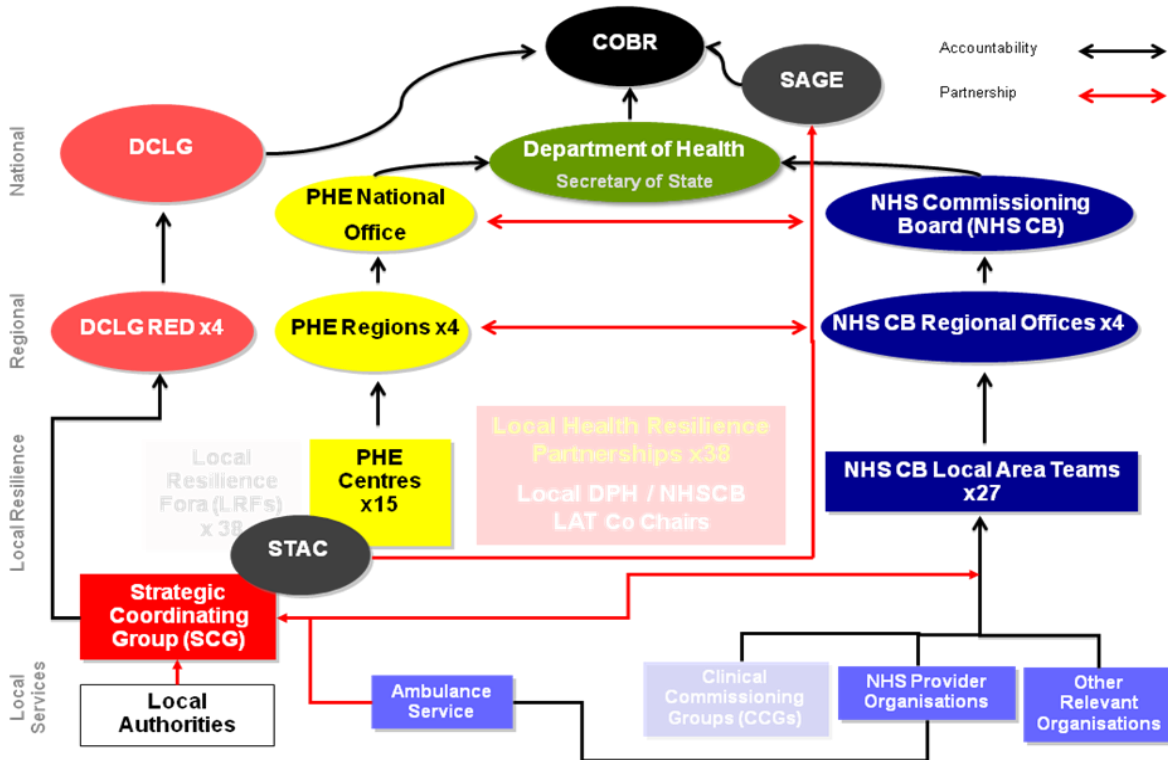 COBR
Accountability
SAGE
Partnership
National
DCLG
Department of Health
Secretary of State
PHE National
Office
NHS Commissioning
Board (NHS CB)
Regional
DCLG RED x4
PHE Regions x4
NHS CB Regional Offices x4
Local Resilience
Local
Resilience
Fora (LRFs)
x 38
PHE
Centres
x15
Local Health Resilience
Partnerships x38
Local DPH / NHSCB
LAT Co Chairs
NHS CB Local Area Teams
x27
STAC
Strategic
Coordinating
Group (SCG)
Local
Services
Local
Authorities
Ambulance
Service
Clinical
Commissioning
Groups (CCGs)
NHS Provider
Organisations
Other
Relevant
Organisations